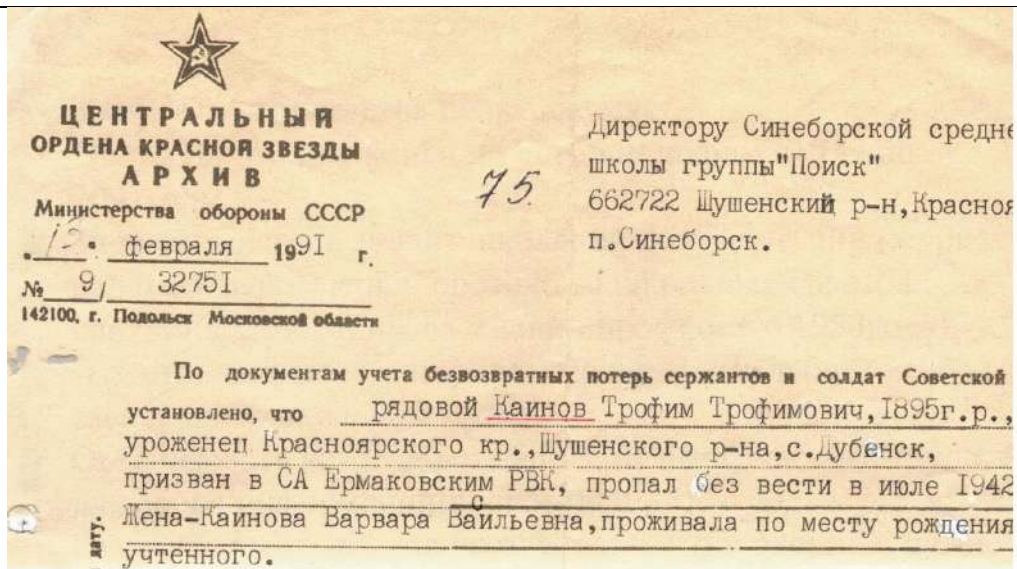 ЦЕНТРАЛЬНЫЙ
ОРДЕНА КРАСНОЙ ЗВЕЗДЫ
АРХИВ
Министерства обороны СССР
"15" февраля 1991 г.
№ 9/ 32751
142100, г. Подольск Московской области
75.
Директору Синеборской средне
школы группы"Поиск"
662722 Шушенский р-н,Красноя
п.Синеборск.
По документам учета безвозвратных потерь сержантов и солдат Советской
установлено, что рядовой Каинов Трофим Трофимович,1895г.р.,
уроженец Красноярского кр.,Шушенского р-на,с.Дубенск,
призван в СА Ермаковским РВК, пропал без вести в июле 1942
Жена-Каинова Варвара Ваcильевна,проживала по месту рождения
учтенного.
дату.